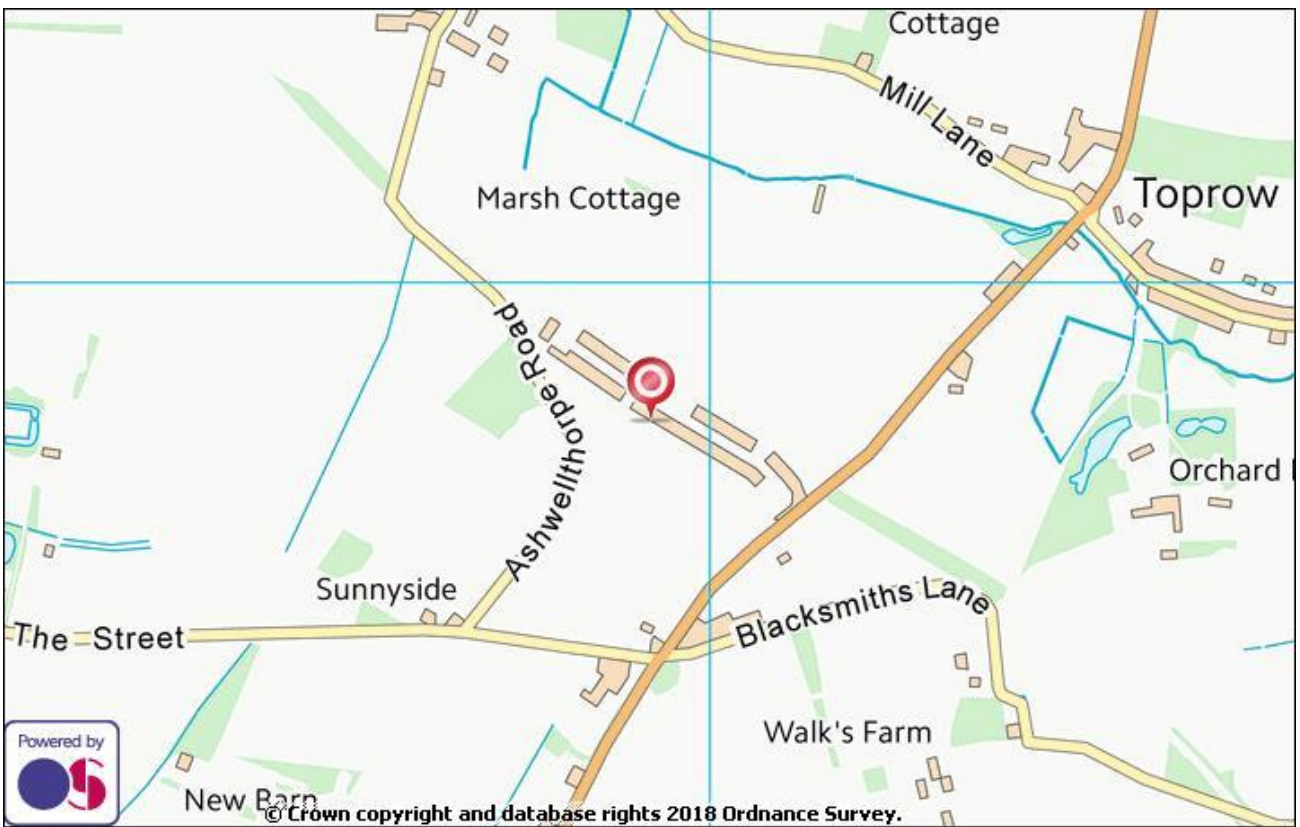 Cottage
Mill Lane
Marsh Cottage
Toprow
Ashwellthorpe Road
Orchard
Sunnyside
Blacksmiths Lane
The Street
Walk's Farm
Powered by
OS
New Barn
© Crown copyright and database rights 2018 Ordnance Survey.